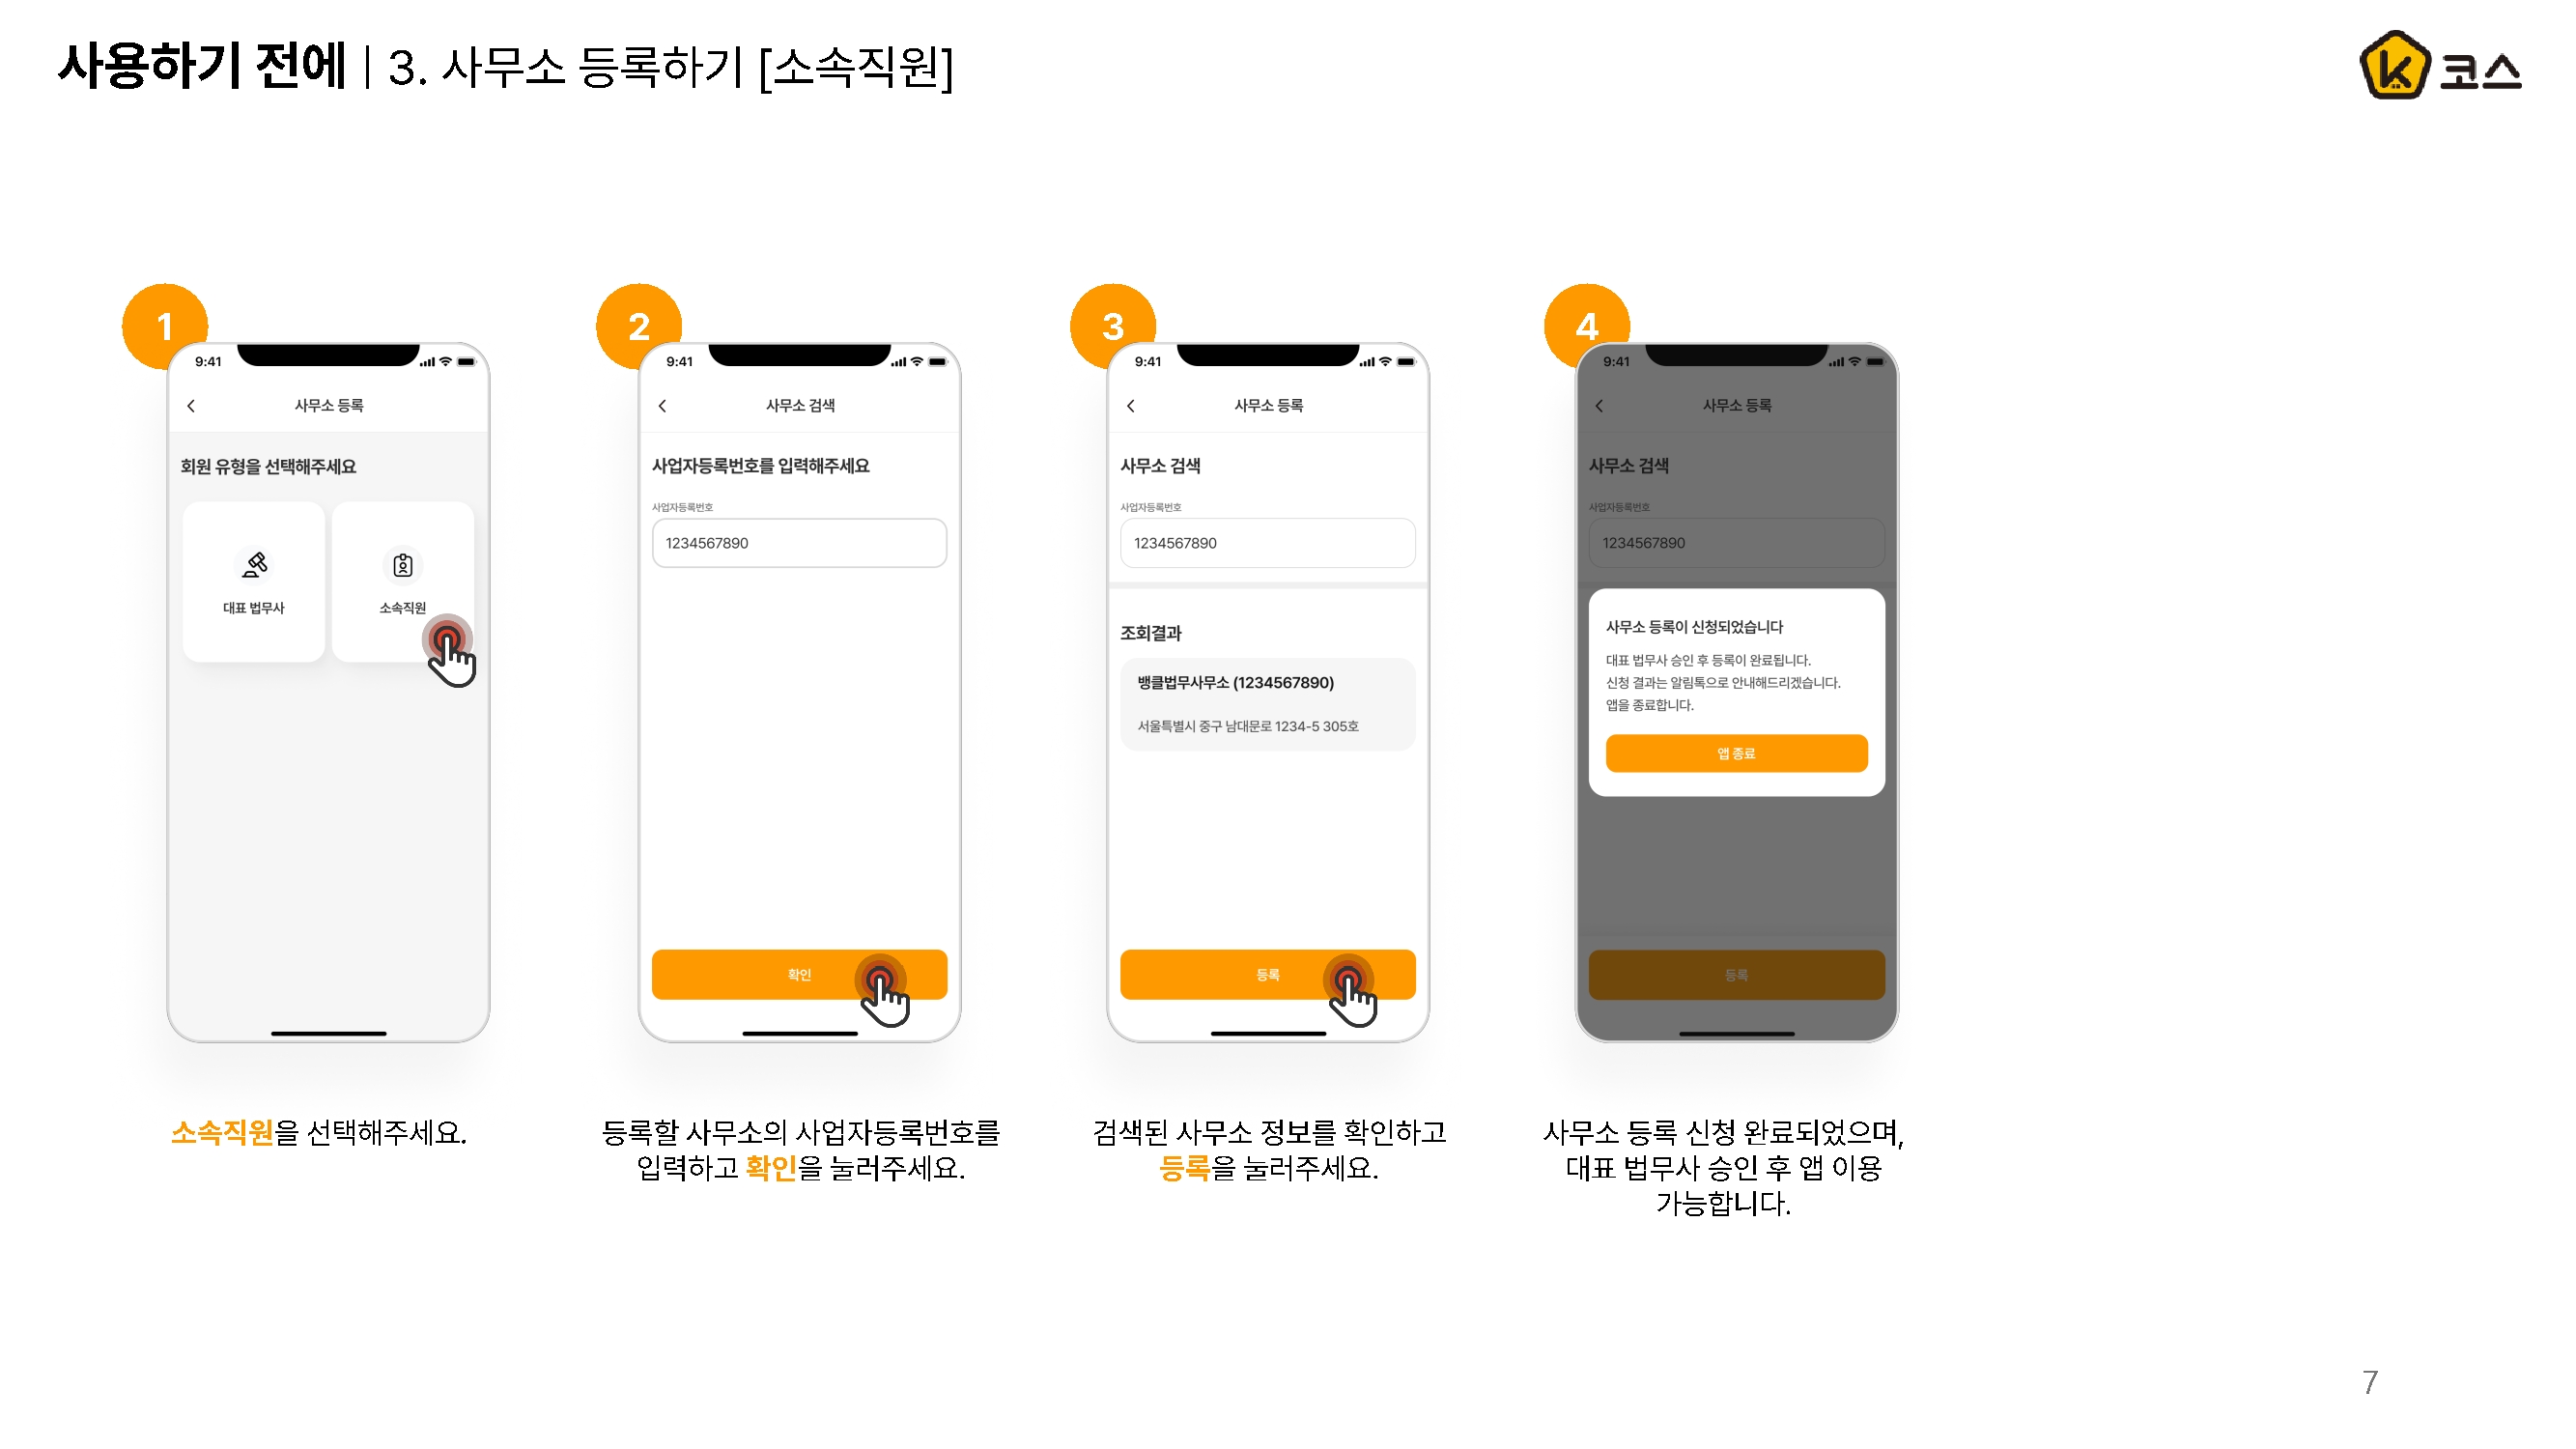 사용하기 전에 | 3. 사무소 등록하기 [소속직원]
코스
1
9:41
사무소 등록
회원 유형을 선택해주세요
대표 법무사
소속직원
소속직원을 선택해주세요.
2
9:41
사무소 검색
사업자등록번호를 입력해주세요
사업자등록번호
1234567890
확인
등록할 사무소의 사업자등록번호를
입력하고 확인을 눌러주세요.
3
9:41
사무소 등록
사무소 검색
사업자등록번호
1234567890
조회결과
뱅클법무사무소 (1234567890)
서울특별시 중구 남대문로 1234-5 305호
등록
검색된 사무소 정보를 확인하고
등록을 눌러주세요.
4
9:41
사무소 등록
사무소 검색
사업자등록번호
1234567890
사무소 등록이 신청되었습니다
대표 법무사 승인 후 등록이 완료됩니다.
신청 결과는 알림톡으로 안내해드리겠습니다.
앱을 종료합니다.
앱 종료
등록
사무소 등록 신청 완료되었으며,
대표 법무사 승인 후 앱 이용
가능합니다.
7